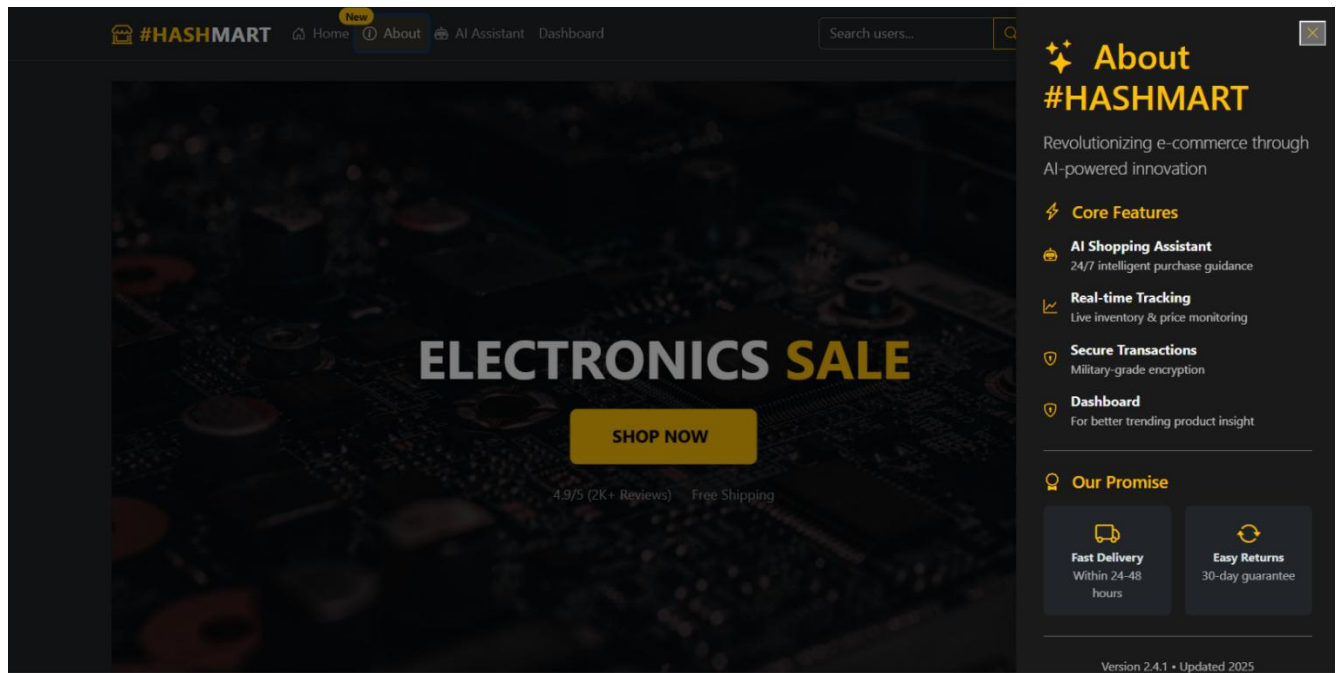 New
#HASHMART Home About AI Assistant Dashboard Search users...
ELECTRONICS SALE
SHOP NOW
4.9/5 (2K+ Reviews) Free Shipping
About
#HASHMART
Revolutionizing e-commerce through
AI-powered innovation
Core Features
AI Shopping Assistant
24/7 intelligent purchase guidance
Real-time Tracking
Live inventory & price monitoring
Secure Transactions
Military-grade encryption
Dashboard
For better trending product insight
Our Promise
Fast Delivery
Within 24-48
hours
Easy Returns
30-day guarantee
Version 2.4.1 • Updated 2025